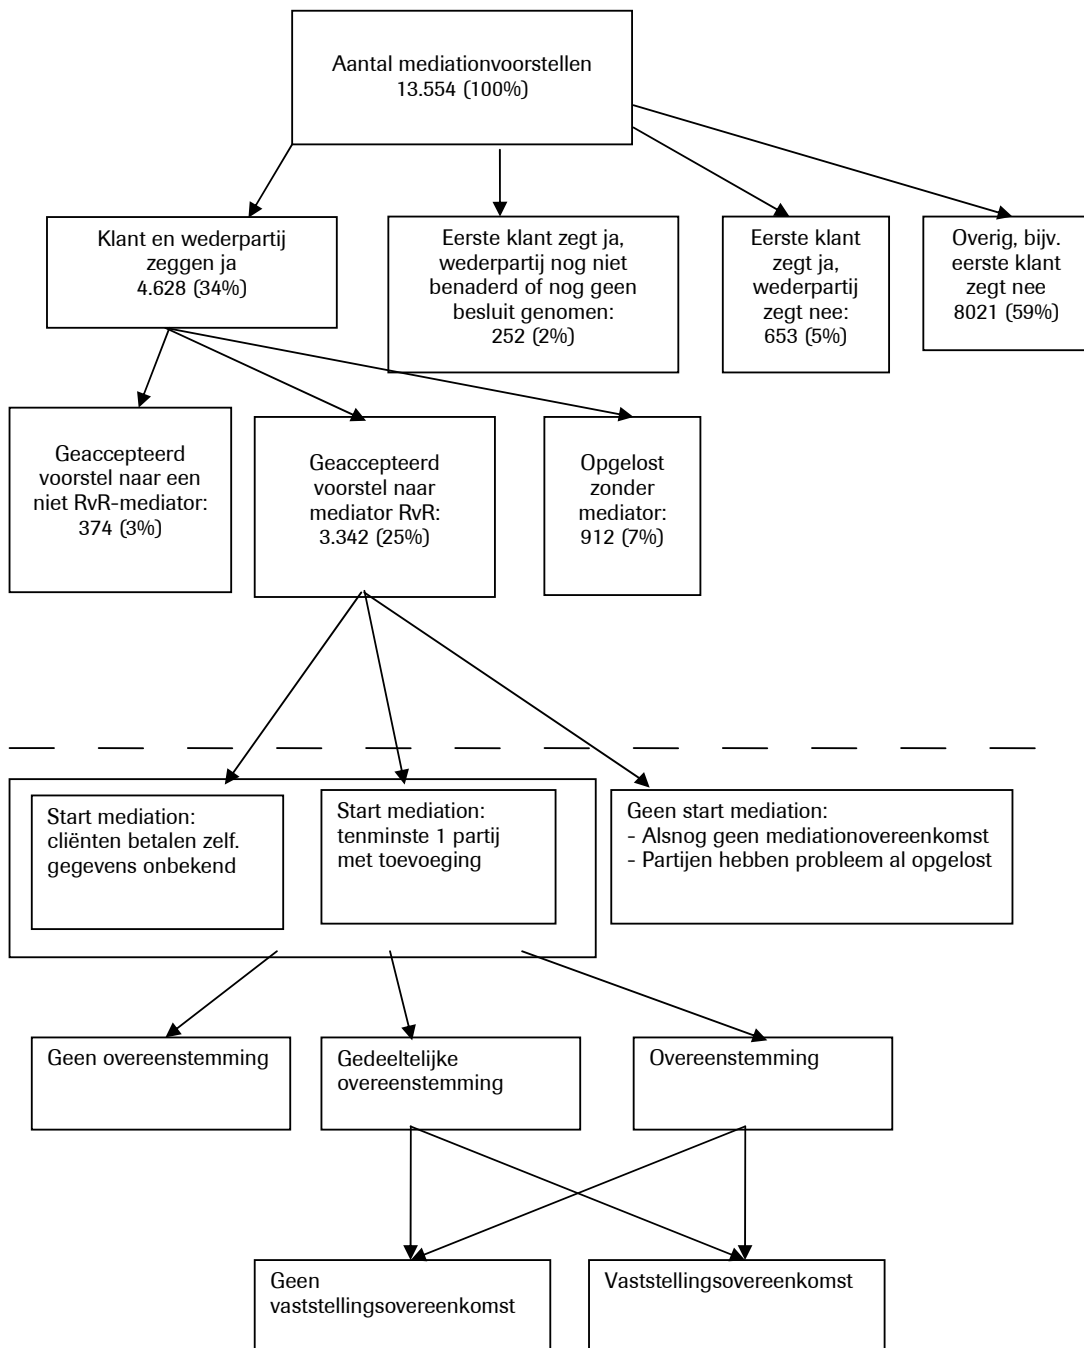 Aantal mediationvoorstellen
13.554 (100%)
Klant en wederpartij
zeggen ja
4.628 (34%)
Eerste klant zegt ja,
wederpartij nog niet
benaderd of nog geen
besluit genomen:
252 (2%)
Eerste klant
zegt ja,
wederpartij
zegt nee:
653 (5%)
Overig, bijv.
eerste klant
zegt nee
8021 (59%)
Geaccepteerd
voorstel naar een
niet RvR-mediator:
374 (3%)
Geaccepteerd
voorstel naar
mediator RvR:
3.342 (25%)
Opgelost
zonder
mediator:
912 (7%)
Start mediation:
cliënten betalen zelf.
gegevens onbekend
Start mediation:
tenminste 1 partij
met toevoeging
Geen start mediation:
- Alsnog geen mediationovereenkomst
- Partijen hebben probleem al opgelost
Geen overeenstemming
Gedeeltelijke
overeenstemming
Overeenstemming
Geen
vaststellingsovereenkomst
Vaststellingsovereenkomst